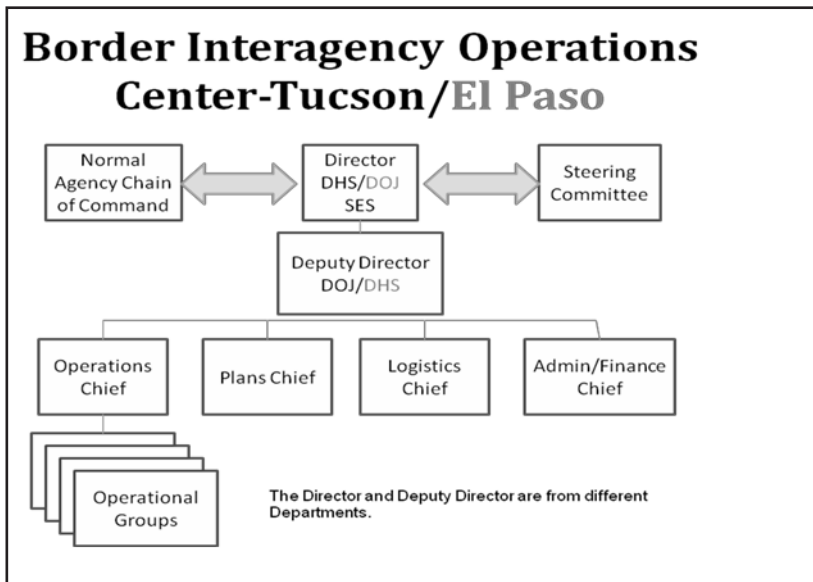 Border Interagency Operations
Center-Tucson/El Paso
Normal
Agency Chain
of Command
Director
DHS/DOJ
SES
Steering
Committee
Deputy Director
DOJ/DHS
Operations
Chief
Plans Chief
Logistics
Chief
Admin/Finance
Chief
Operational
Groups
The Director and Deputy Director are from different
Departments.